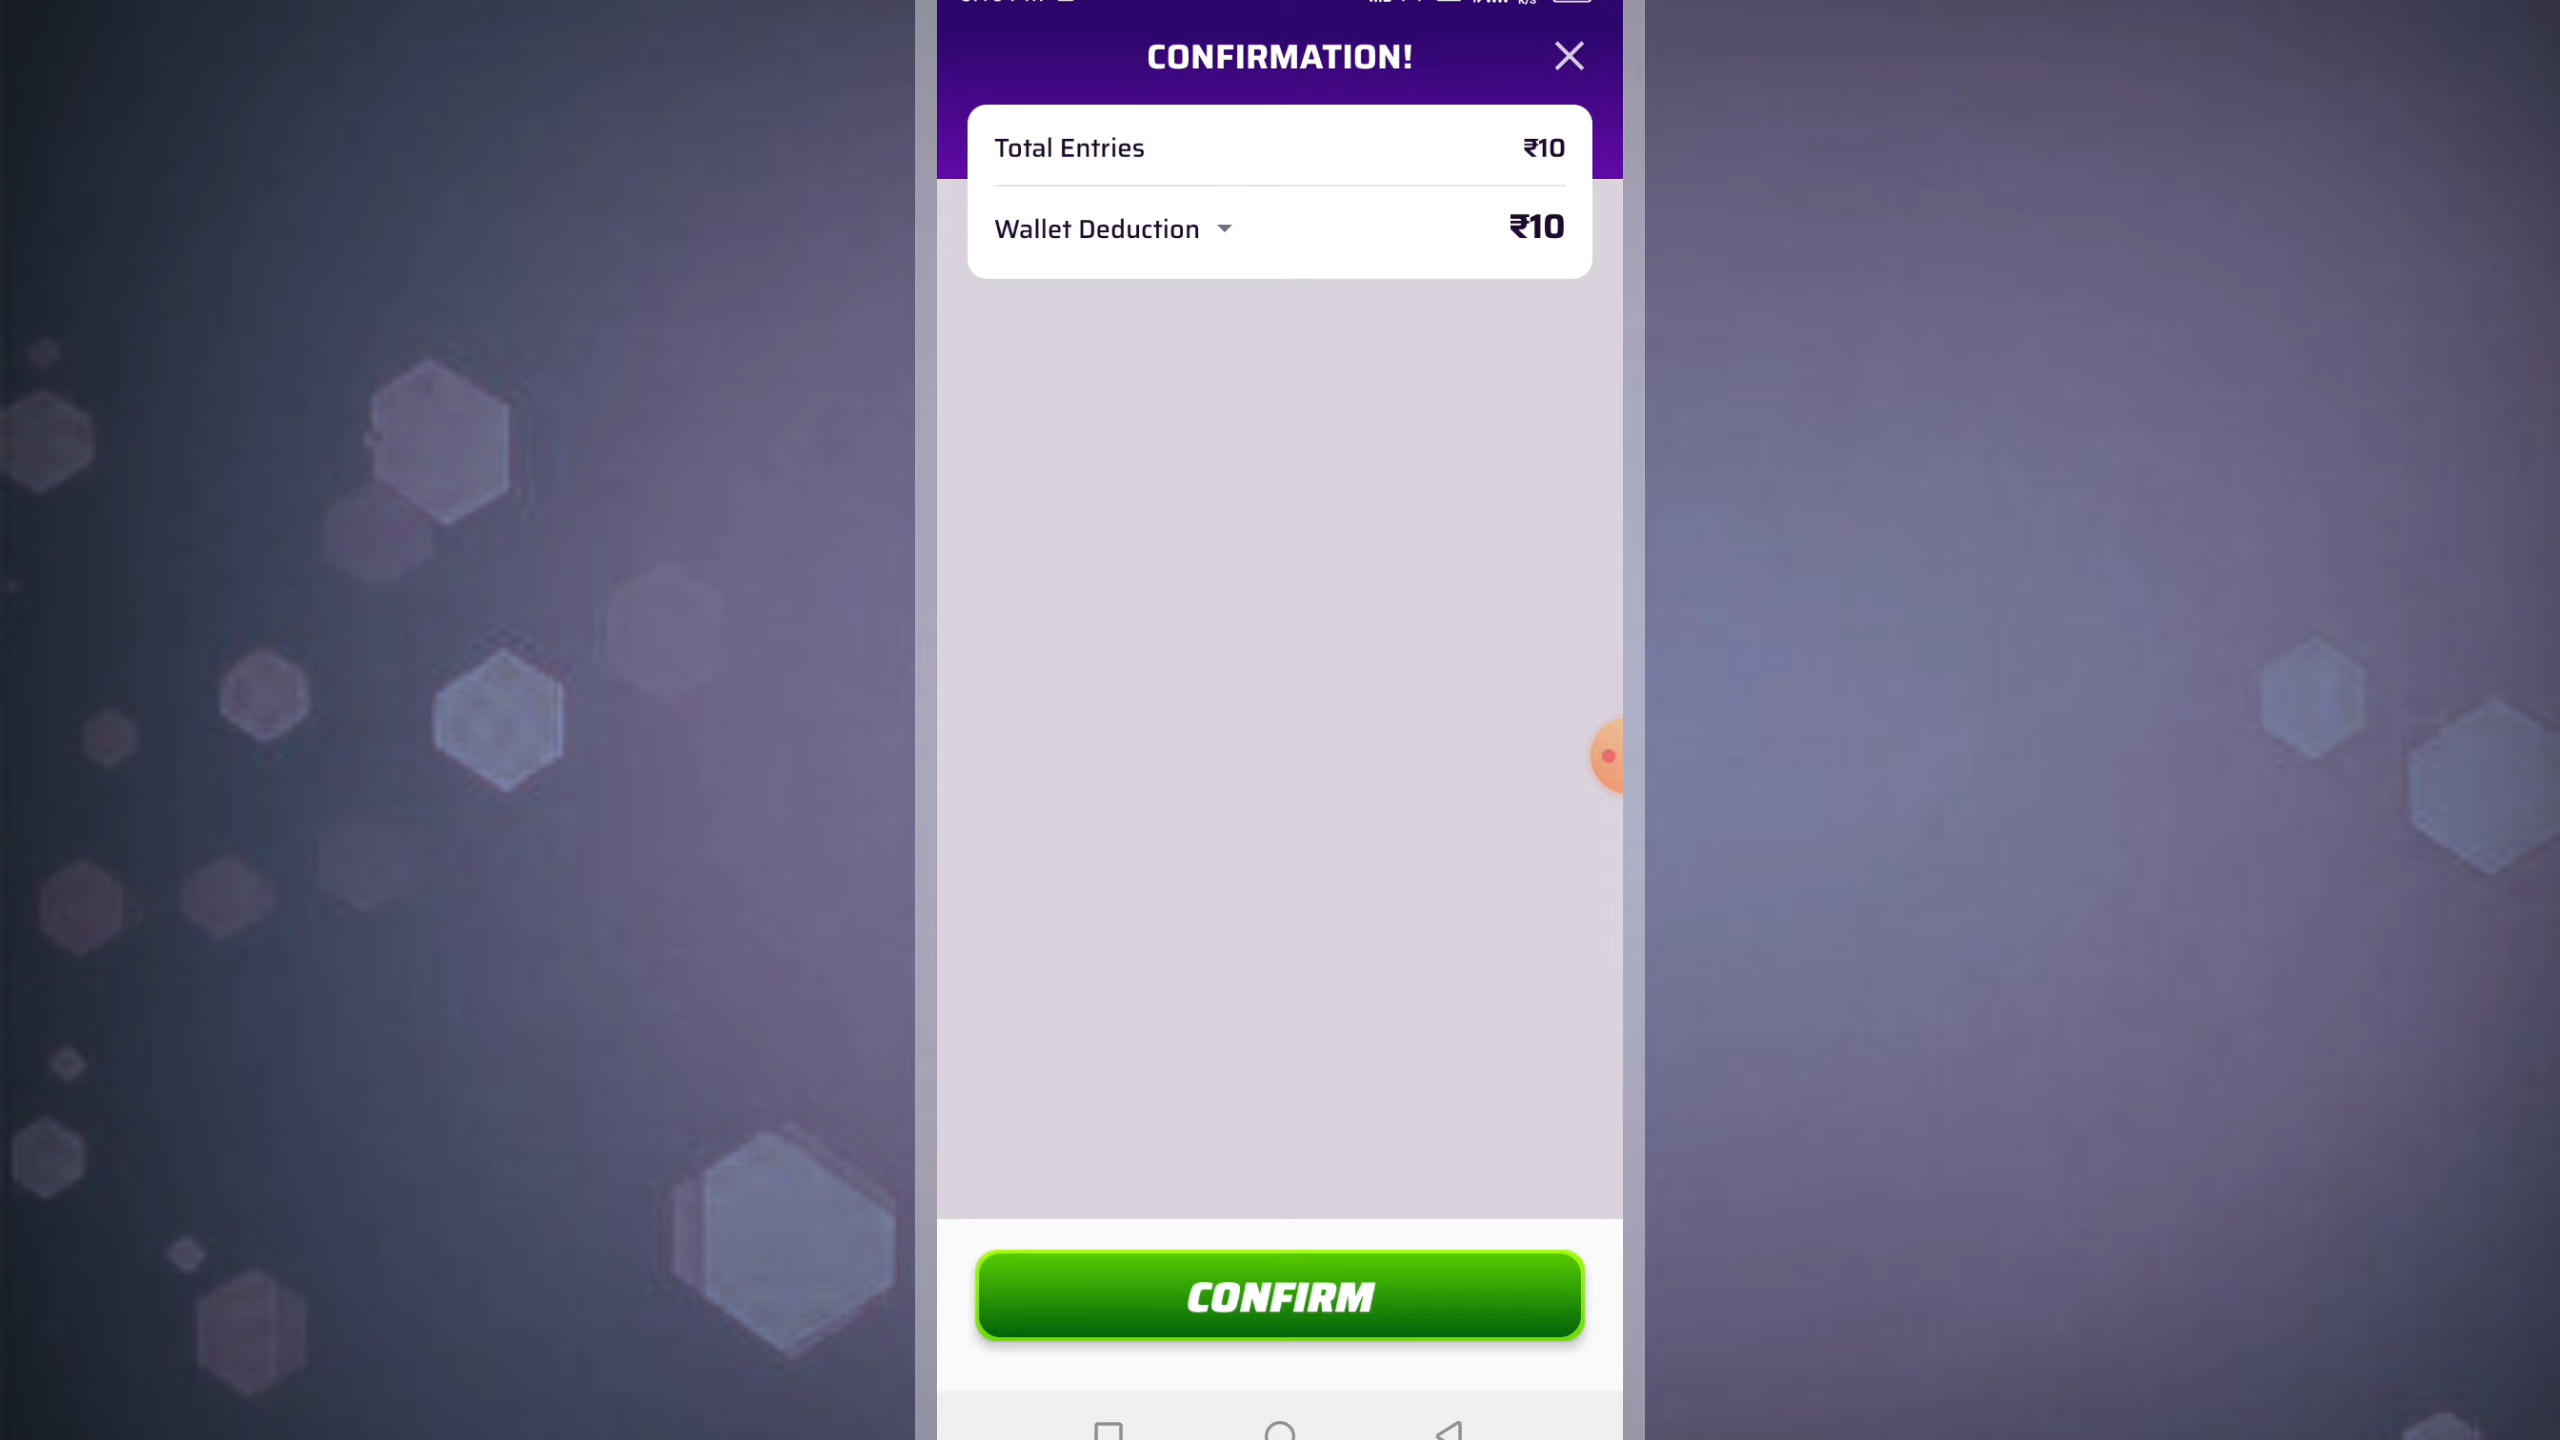 CONFIRMATION!
Total Entries ₹10
Wallet Deduction ₹10
CONFIRM